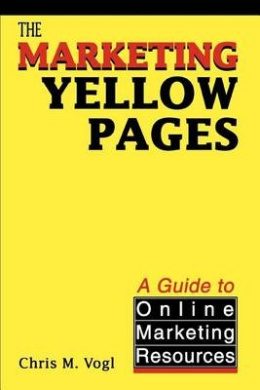 THE
MARKETING
YELLOW
PAGES
A Guide to
Online
Marketing
Resources
Chris M. Vogl